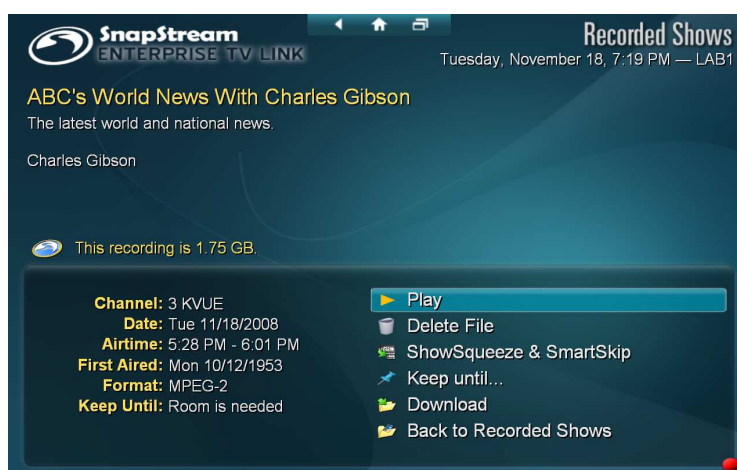 SnapStream
ENTERPRISE TV LINK
Recorded Shows
Tuesday, November 18, 7:19 PM — LAB1
ABC's World News With Charles Gibson
The latest world and national news.
Charles Gibson
This recording is 1.75 GB.
Channel: 3 KVUE
Date: Tue 11/18/2008
Airtime: 5:28 PM - 6:01 PM
First Aired: Mon 10/12/1953
Format: MPEG-2
Keep Until: Room is needed
Play
Delete File
ShowSqueeze & SmartSkip
Keep until...
Download
Back to Recorded Shows